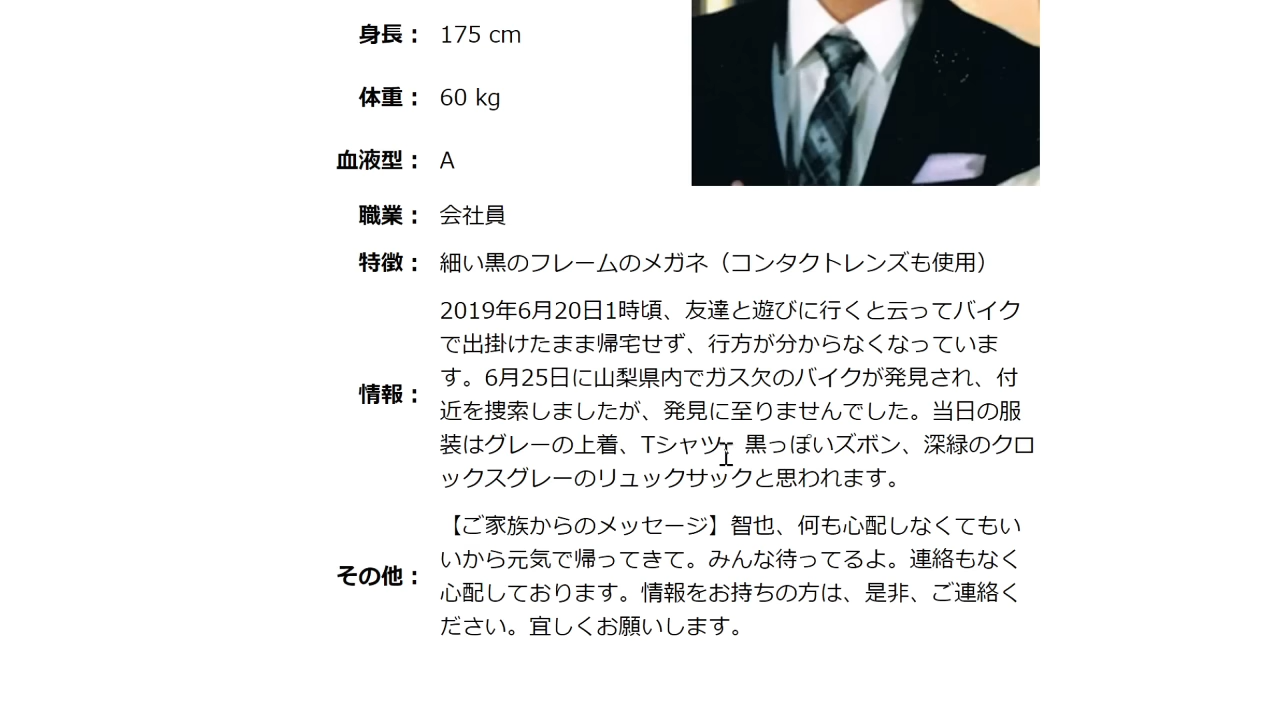 身長： 175 cm
体重： 60 kg
血液型： A
職業： 会社員
特徴： 細い黒のフレームのメガネ（コンタクトレンズも使用）
情報：
2019年6月20日1時頃、友達と遊びに行くと云ってバイク
で出掛けたまま帰宅せず、行方が分からなくなっていま
す。6月25日に山梨県内でガス欠のバイクが発見され、付
近を捜索しましたが、発見に至りませんでした。当日の服
装はグレーの上着、Tシャツ、黒っぽいズボン、深緑のクロ
ックスグレーのリュックサックと思われます。
その他：
【ご家族からのメッセージ】智也、何も心配しなくてもい
いから元気で帰ってきて。みんな待ってるよ。連絡もなく
心配しております。情報をお持ちの方は、是非、ご連絡く
ださい。宜しくお願いします。